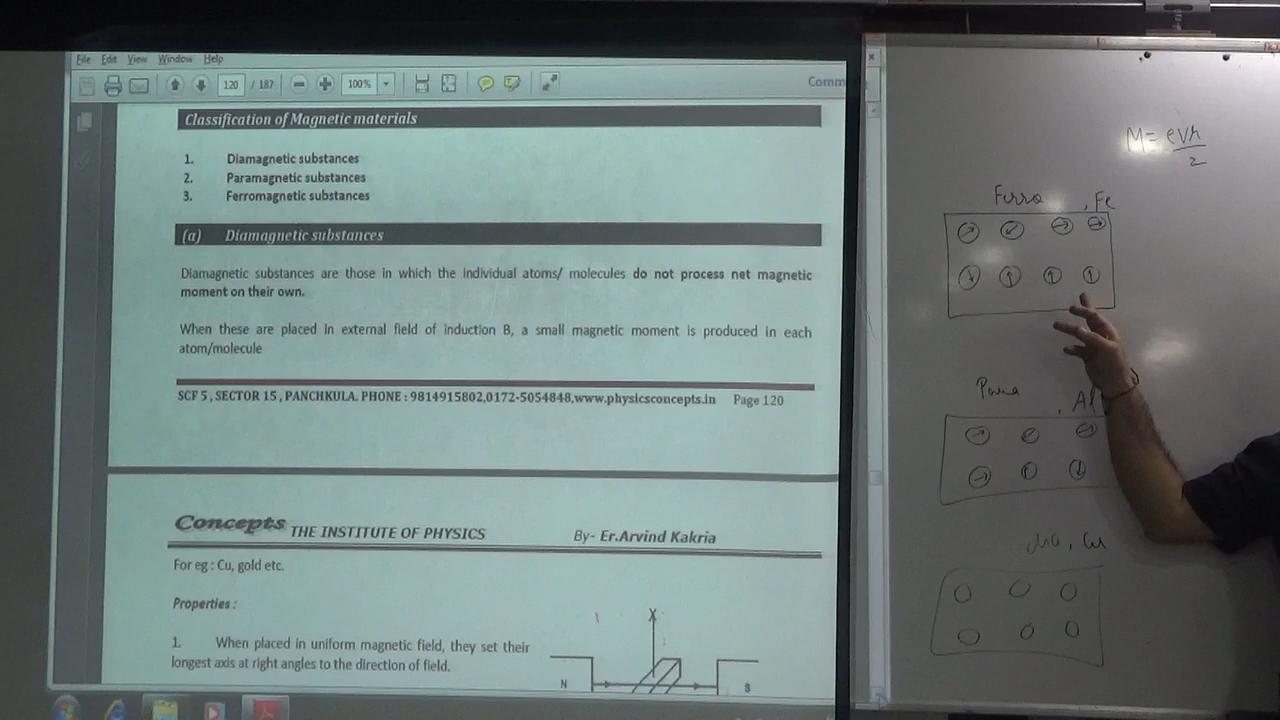 File Edit View Window Help
120 / 187 100% Comm
Classification of Magnetic materials
1. Diamagnetic substances
2. Paramagnetic substances
3. Ferromagnetic substances
(a) Diamagnetic substances
Diamagnetic substances are those in which the individual atoms/ molecules do not process net magnetic
moment on their own.
When these are placed in external field of induction B, a small magnetic moment is produced in each
atom/molecule
SCF 5 , SECTOR 15 , PANCHKULA. PHONE : 9814915802,0172-5054848,www.physicsconcepts.in Page 120
Concepts THE INSTITUTE OF PHYSICS By- Er.Arvind Kakria
For eg : Cu, gold etc.
Properties :
1. When placed in uniform magnetic field, they set their
longest axis at right angles to the direction of field.
X
N S
M = evr
2
Ferro , Fe
Para , Al
Dia , Cu